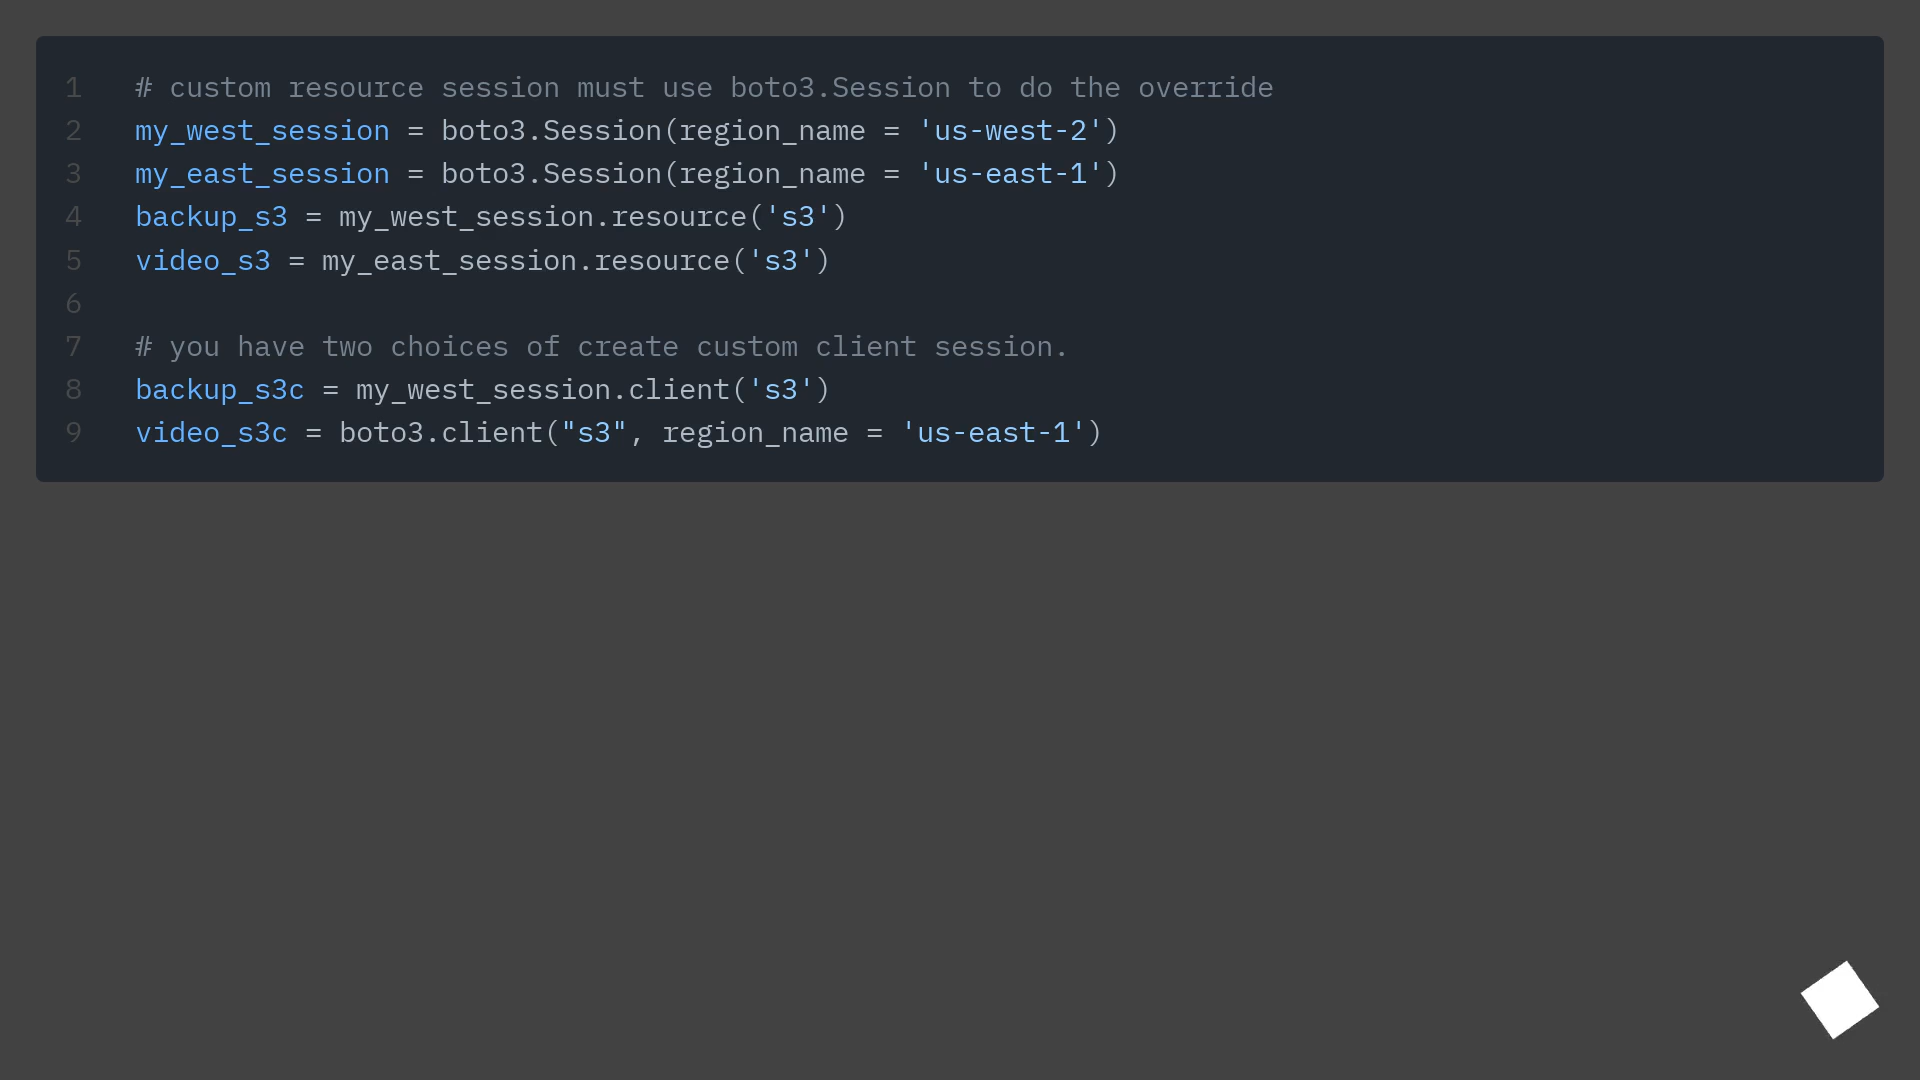 1 # custom resource session must use boto3.Session to do the override
2 my_west_session = boto3.Session(region_name = 'us-west-2')
3 my_east_session = boto3.Session(region_name = 'us-east-1')
4 backup_s3 = my_west_session.resource('s3')
5 video_s3 = my_east_session.resource('s3')
6
7 # you have two choices of create custom client session.
8 backup_s3c = my_west_session.client('s3')
9 video_s3c = boto3.client("s3", region_name = 'us-east-1')